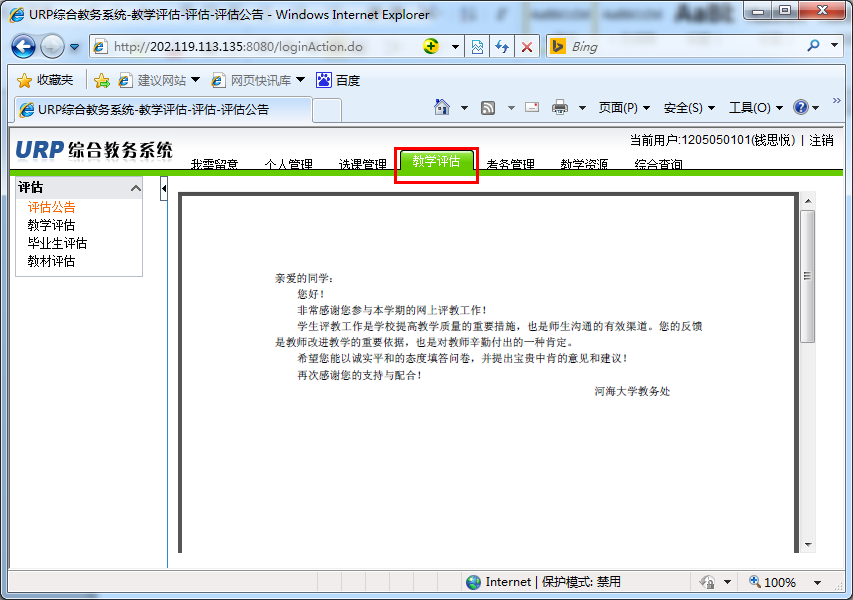 URP综合教务系统-教学评估-评估-评估公告 - Windows Internet Explorer
http://202.119.113.135:8080/loginAction.do
Bing
收藏夹 建议网站 网页快讯库 百度
URP综合教务系统-教学评估-评估-评估公告
页面(P) 安全(S) 工具(O)
当前用户:1205050101(钱思悦) | 注销
URP 综合教务系统
我要留意 个人管理 选课管理 教学评估 考务管理 教学资源 综合查询
评估
评估公告
教学评估
毕业生评估
教材评估
亲爱的同学：
您好！
非常感谢您参与本学期的网上评教工作！
学生评教工作是学校提高教学质量的重要措施，也是师生沟通的有效渠道。您的反馈
是教师改进教学的重要依据，也是对教师辛勤付出的一种肯定。
希望您能以诚实平和的态度填答问卷，并提出宝贵中肯的意见和建议！
再次感谢您的支持与配合！
河海大学教务处
Internet | 保护模式: 禁用
100%